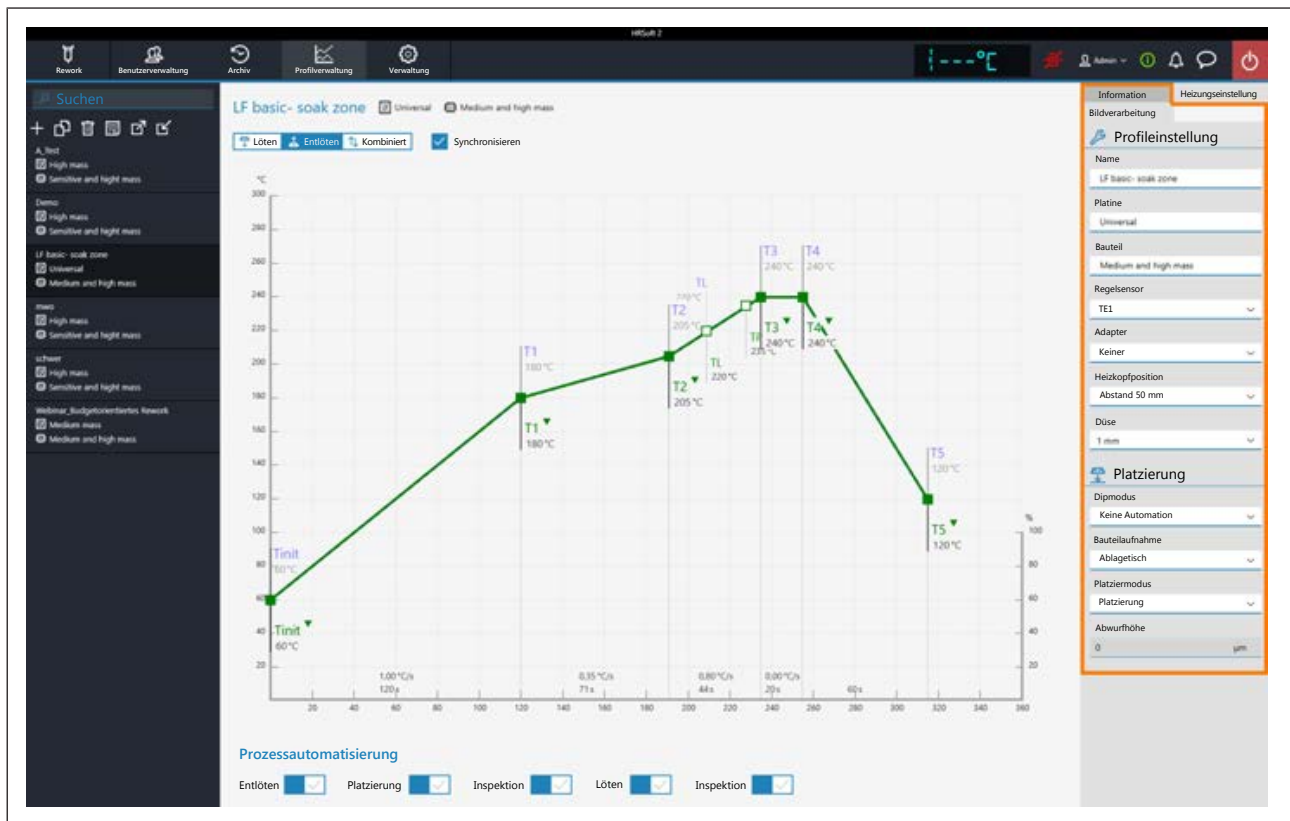 HRSoft 2
Rework Benutzerverwaltung Archiv Profilverwaltung Verwaltung
---°C
Admin
Suchen
A_Test
High mass
Sensitive and hight mass
Demo
High mass
Sensitive and hight mass
LF basic- soak zone
Universal
Medium and high mass
High mass
Sensitive and hight mass
schwer
High mass
Sensitive and hight mass
Webinar_Budgetorientiertes Rework
Medium mass
Medium and high mass
LF basic- soak zone Universal Medium and high mass
Löten Entlöten Kombiniert Synchronisieren
°C
300
280
260
240
220
200
180
160
140
120
100
80
60
40
20
Tinit
60°C
Tinit
60°C
T1
180°C
T1
180°C
T2
205°C
T2
205°C
TL
220°C
TL
220°C
235°C
T3
240°C
T3
240°C
T4
240°C
T4
240°C
T5
120°C
T5
120°C
%
100
80
60
40
20
1,00°C/s 0,35°C/s 0,80°C/s 0,00°C/s
120s 71s 44s 20s 60s
20 40 60 80 100 120 140 160 180 200 220 240 260 280 300 320 340 360
Prozessautomatisierung
Entlöten Platzierung Inspektion Löten Inspektion
Information Heizungseinstellung
Bildverarbeitung
Profileinstellung
Name
LF basic- soak zone
Platine
Universal
Bauteil
Medium and high mass
Regelsensor
TE1
Adapter
Keiner
Heizkopfposition
Abstand 50 mm
Düse
1 mm
Platzierung
Dipmodus
Keine Automation
Bauteilaufnahme
Ablagetisch
Platziermodus
Platzierung
Abwurfhöhe
0 µm